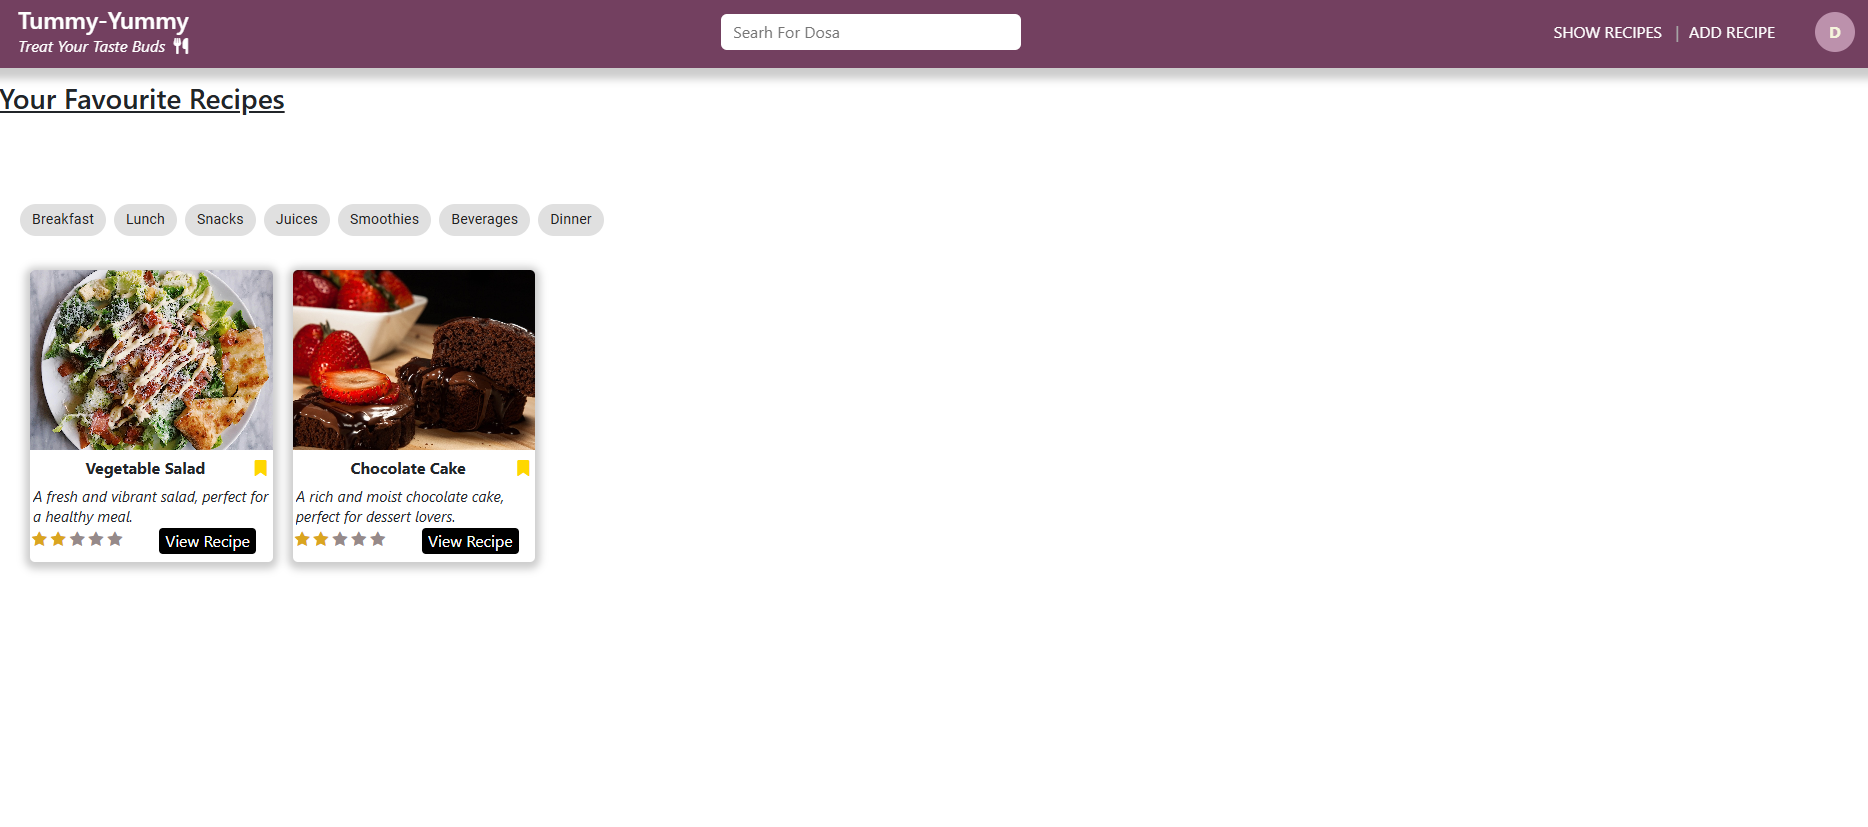 Tummy-Yummy
Treat Your Taste Buds
Searh For Dosa
SHOW RECIPES | ADD RECIPE
D
Your Favourite Recipes
Breakfast Lunch Snacks Juices Smoothies Beverages Dinner
Vegetable Salad
A fresh and vibrant salad, perfect for
a healthy meal.
View Recipe
Chocolate Cake
A rich and moist chocolate cake,
perfect for dessert lovers.
View Recipe